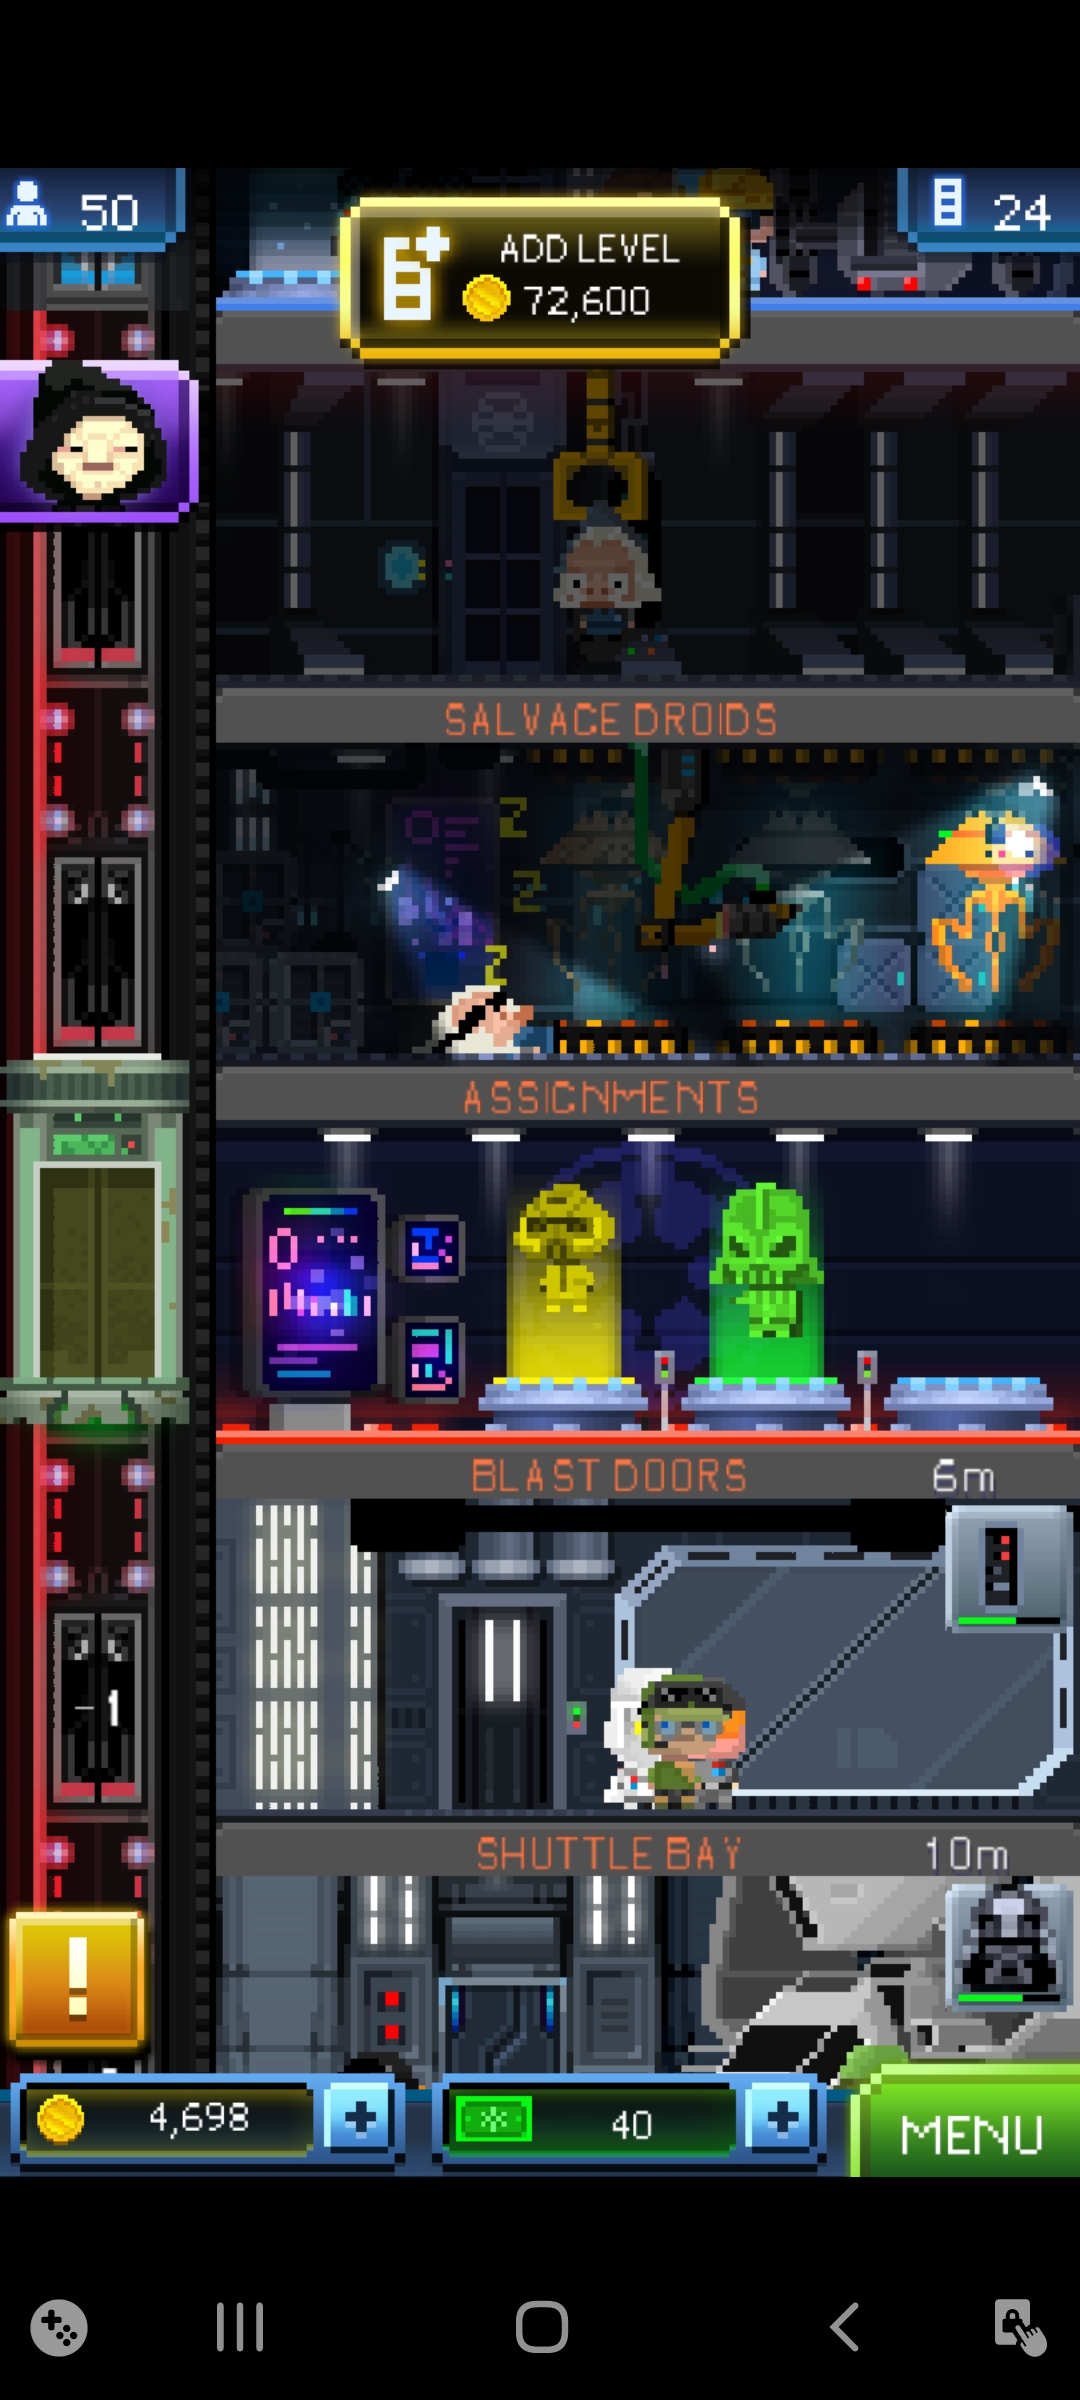 50
24
ADD LEVEL
72,600
SALVAGE DROIDS
Z
Z
Z
ASSIGNMENTS
BLAST DOORS 6m
-1
SHUTTLE BAY 10m
!
4,698 +
40 +
MENU